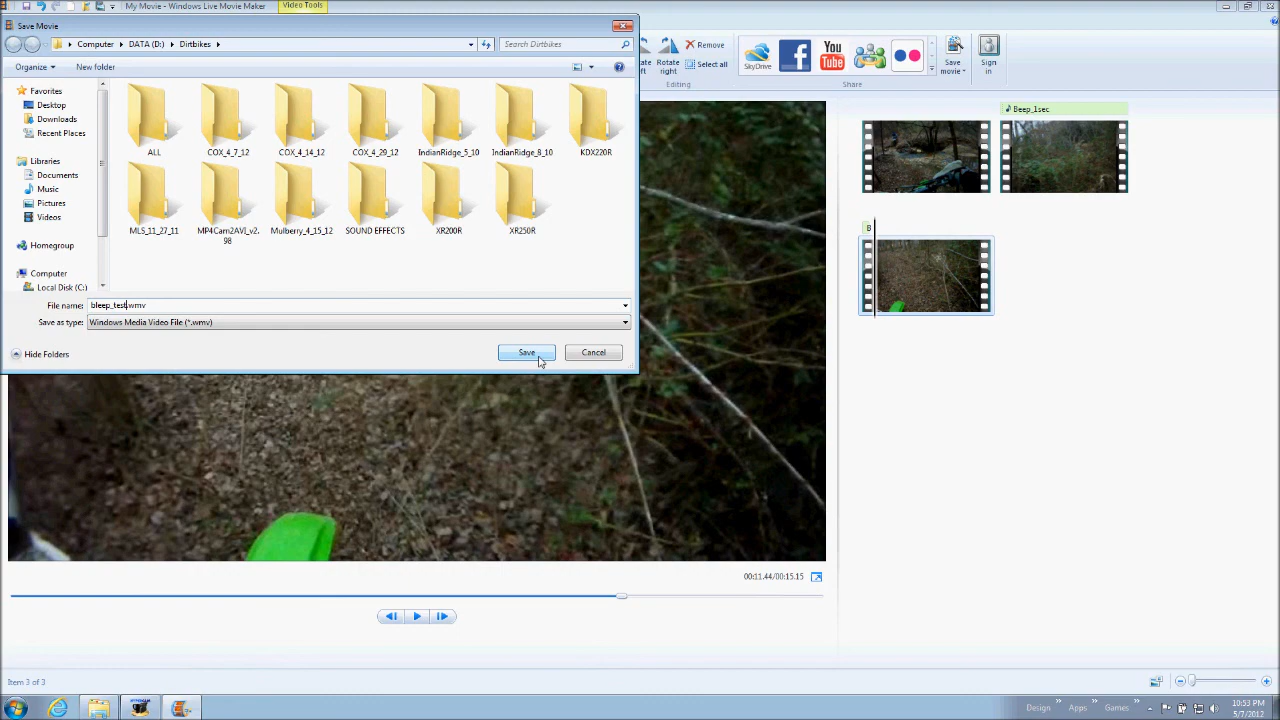 My Movie - Windows Live Movie Maker
Video Tools
Save Movie
Computer
DATA (D:)
Dirtbikes
Search Dirtbikes
Organize
New folder
Favorites
Desktop
Downloads
Recent Places
Libraries
Documents
Music
Pictures
Videos
Homegroup
Computer
Local Disk (C:)
ALL
COX_4_7_12
COX_4_14_12
COX_4_29_12
IndianRidge_5_10
IndianRidge_8_10
KDX220R
MLS_11_27_11
MP4Cam2AVI_v2.
98
Mulberry_4_15_12
SOUND EFFECTS
XR200R
XR250R
File name:
bleep_test.wmv
Save as type:
Windows Media Video File (*.wmv)
Hide Folders
Save
Cancel
Rotate
right
Remove
Select all
Editing
SkyDrive
You
Tube
Share
Save
movie
Sign
in
Beep_1sec
B
00:11.44/00:15.15
Item 3 of 3
Design
Apps
Games
10:53 PM
5/7/2012